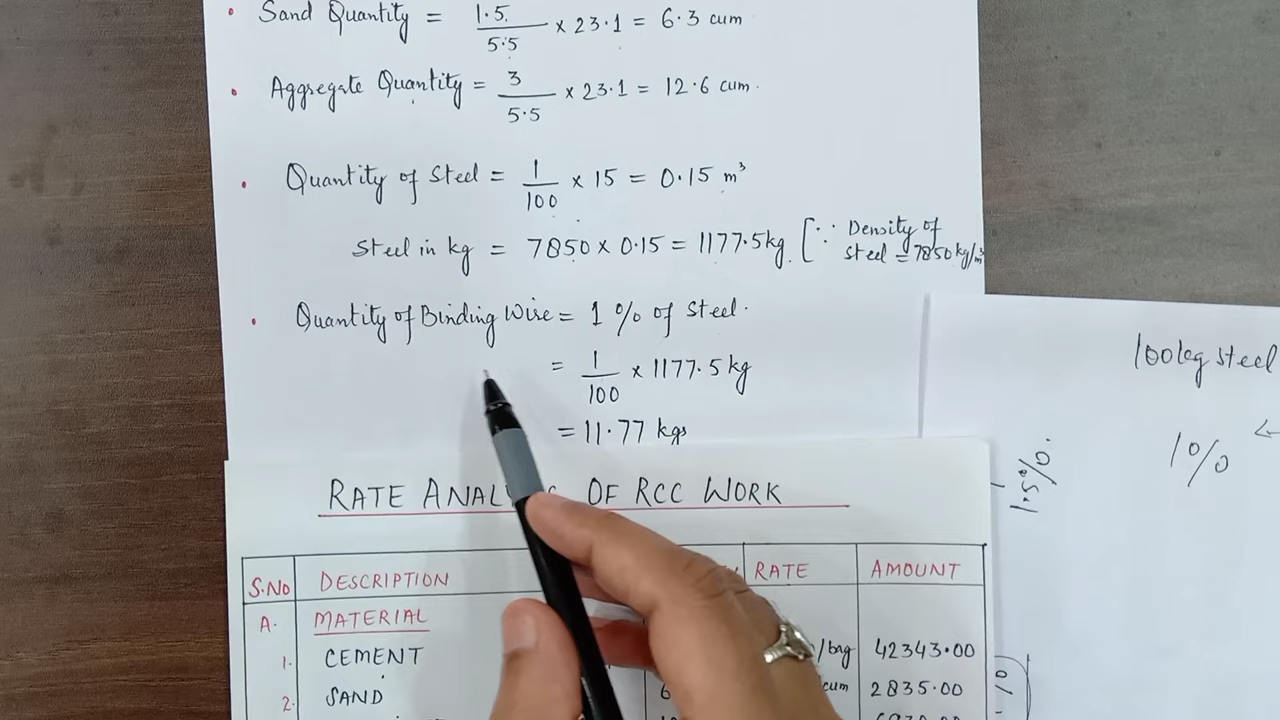 • Sand Quantity = 1.5/5.5 × 23.1 = 6.3 cum
• Aggregate Quantity = 3/5.5 × 23.1 = 12.6 cum.
• Quantity of Steel = 1/100 × 15 = 0.15 m³
Steel in kg = 7850 × 0.15 = 1177.5kg. [∵ Density of
steel = 7850 kg/m³
• Quantity of Binding Wire = 1 % of Steel.
= 1/100 × 1177.5 kg
= 11.77 kgs
100kg steel
1%
←
1.5%.
RATE OF RCC WORK
S.NO DESCRIPTION RATE AMOUNT
A. MATERIAL
1. CEMENT /bag 42343.00
2. SAND 6 cum 2835.00